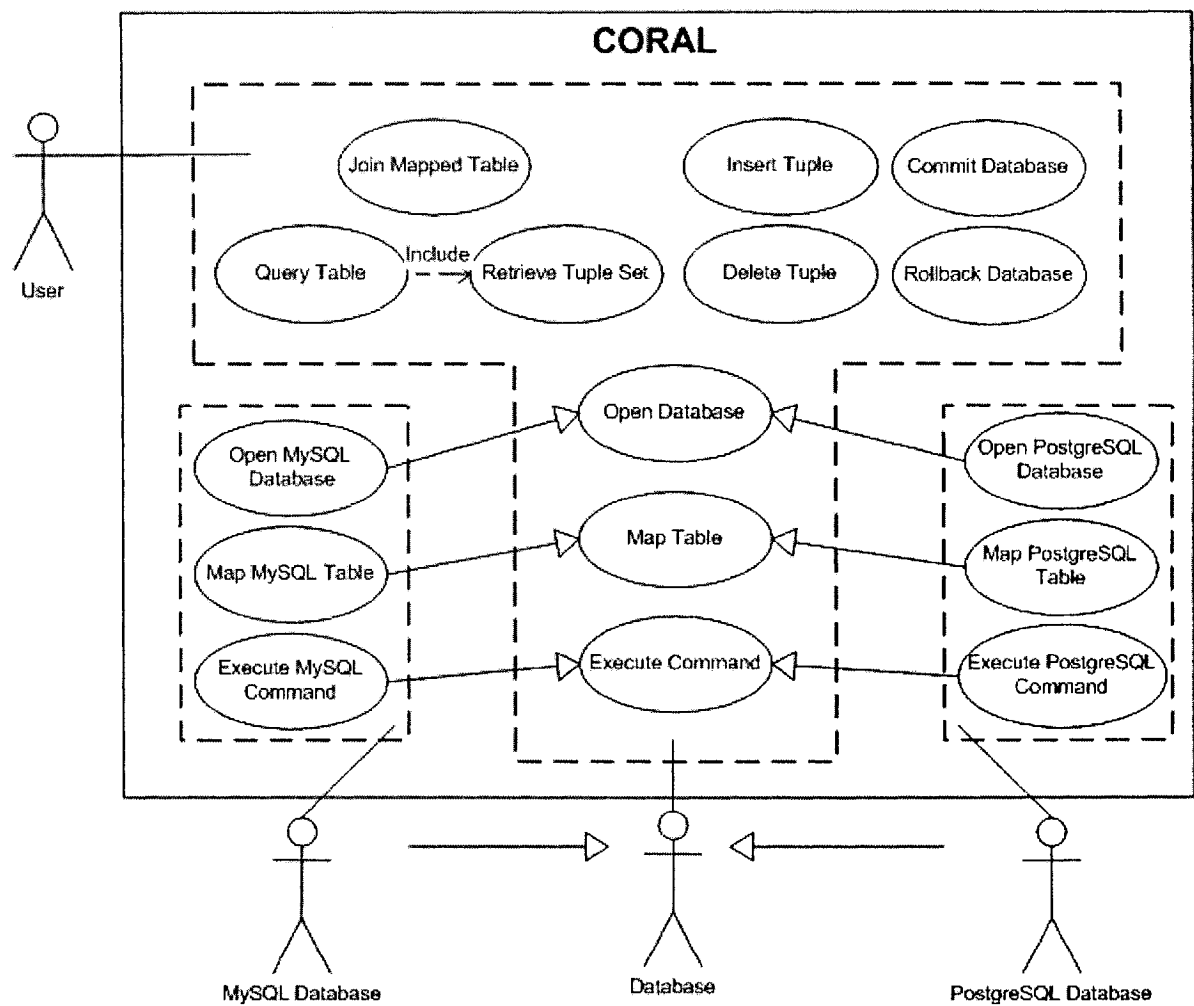 CORAL
Join Mapped Table
Insert Tuple
Commit Database
Query Table
Include
Retrieve Tuple Set
Delete Tuple
Rollback Database
User
Open Database
Open MySQL
Database
Open PostgreSQL
Database
Map Table
Map MySQL Table
Map PostgreSQL
Table
Execute Command
Execute MySQL
Command
Execute PostgreSQL
Command
MySQL Database
Database
PostgreSQL Database